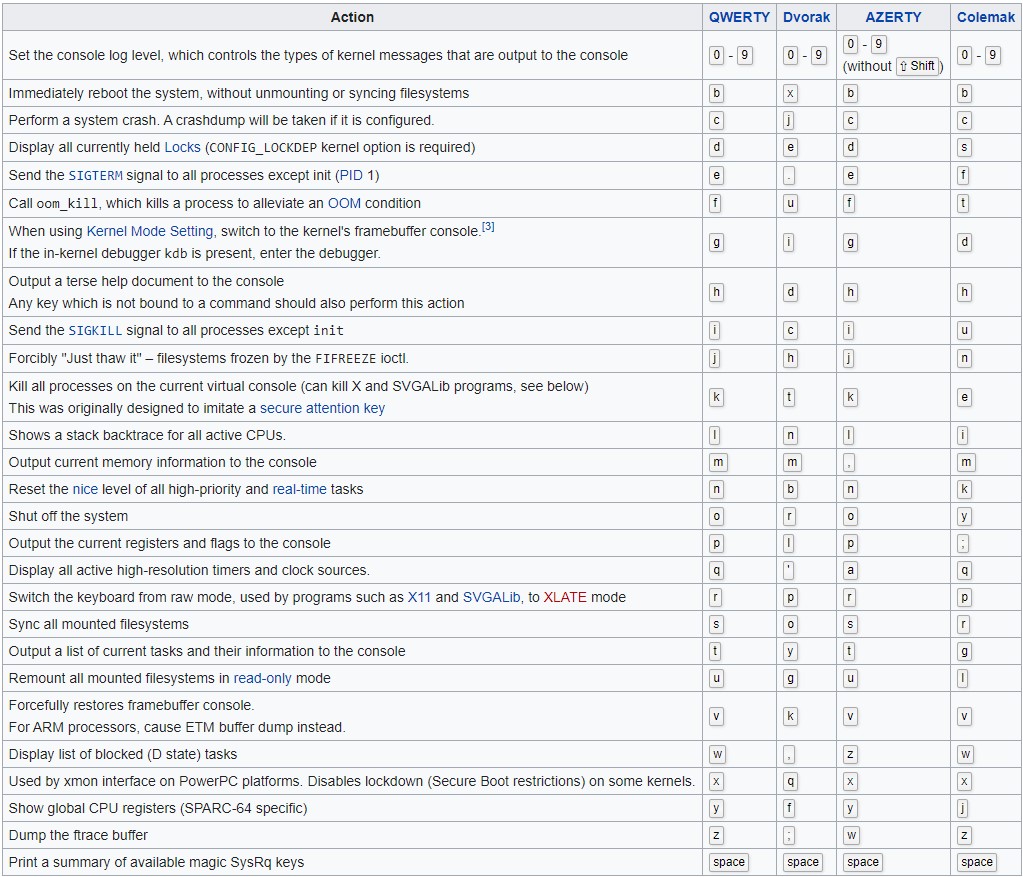 Action QWERTY Dvorak AZERTY Colemak
Set the console log level, which controls the types of kernel messages that are output to the console 0 - 9 0 - 9 0 - 9 (without ⇧ Shift) 0 - 9
Immediately reboot the system, without unmounting or syncing filesystems b x b b
Perform a system crash. A crashdump will be taken if it is configured. c j c c
Display all currently held Locks (CONFIG_LOCKDEP kernel option is required) d e d s
Send the SIGTERM signal to all processes except init (PID 1) e . e f
Call oom_kill, which kills a process to alleviate an OOM condition f u f t
When using Kernel Mode Setting, switch to the kernel's framebuffer console.[3]
If the in-kernel debugger kdb is present, enter the debugger. g i g d
Output a terse help document to the console
Any key which is not bound to a command should also perform this action h d h h
Send the SIGKILL signal to all processes except init i c i u
Forcibly "Just thaw it" – filesystems frozen by the FIFREEZE ioctl. j h j n
Kill all processes on the current virtual console (can kill X and SVGALib programs, see below)
This was originally designed to imitate a secure attention key k t k e
Shows a stack backtrace for all active CPUs. l n l i
Output current memory information to the console m m , m
Reset the nice level of all high-priority and real-time tasks n b n k
Shut off the system o r o y
Output the current registers and flags to the console p l p ;
Display all active high-resolution timers and clock sources. q ' a q
Switch the keyboard from raw mode, used by programs such as X11 and SVGALib, to XLATE mode r p r p
Sync all mounted filesystems s o s r
Output a list of current tasks and their information to the console t y t g
Remount all mounted filesystems in read-only mode u g u l
Forcefully restores framebuffer console.
For ARM processors, cause ETM buffer dump instead. v k v v
Display list of blocked (D state) tasks w , z w
Used by xmon interface on PowerPC platforms. Disables lockdown (Secure Boot restrictions) on some kernels. x q x x
Show global CPU registers (SPARC-64 specific) y f y j
Dump the ftrace buffer z ; w z
Print a summary of available magic SysRq keys space space space space